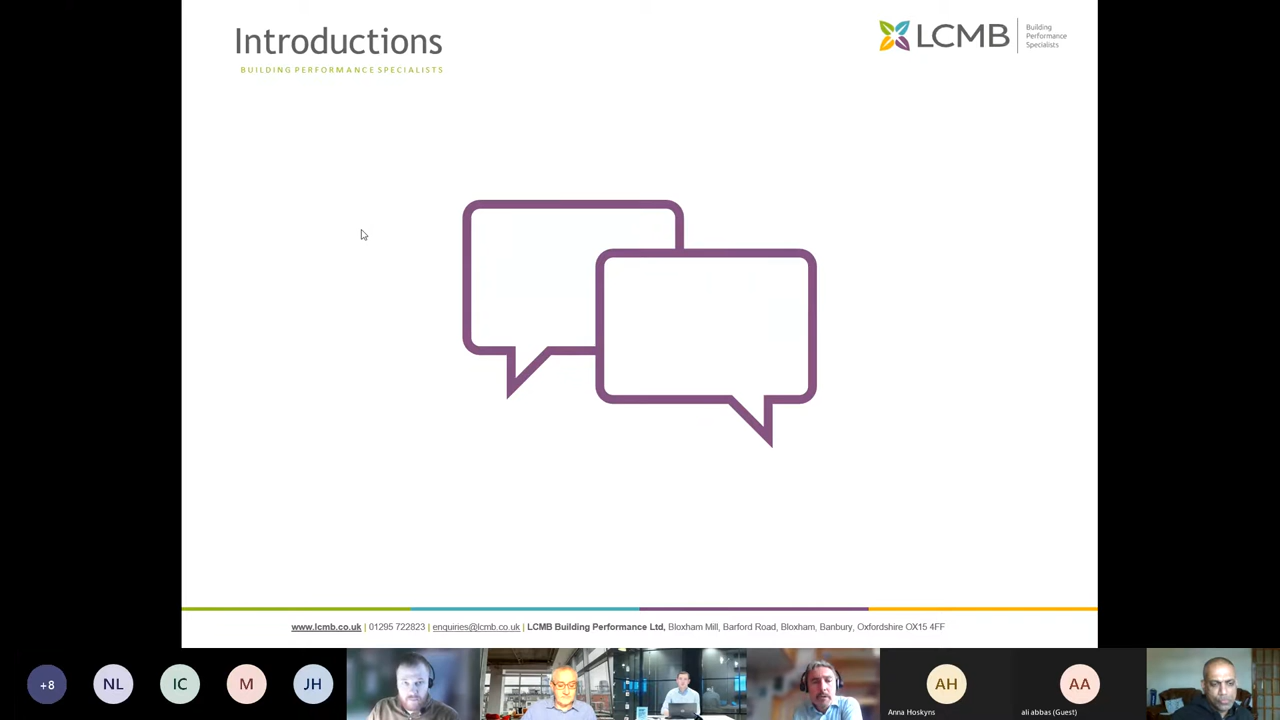 Introductions
BUILDING PERFORMANCE SPECIALISTS
LCMB
Building
Performance
Specialists
www.lcmb.co.uk | 01295 722823 | enquiries@lcmb.co.uk | LCMB Building Performance Ltd, Bloxham Mill, Barford Road, Bloxham, Banbury, Oxfordshire OX15 4FF
+8
NL
IC
M
JH
AH
Anna Hoskyns
AA
ali abbas (Guest)